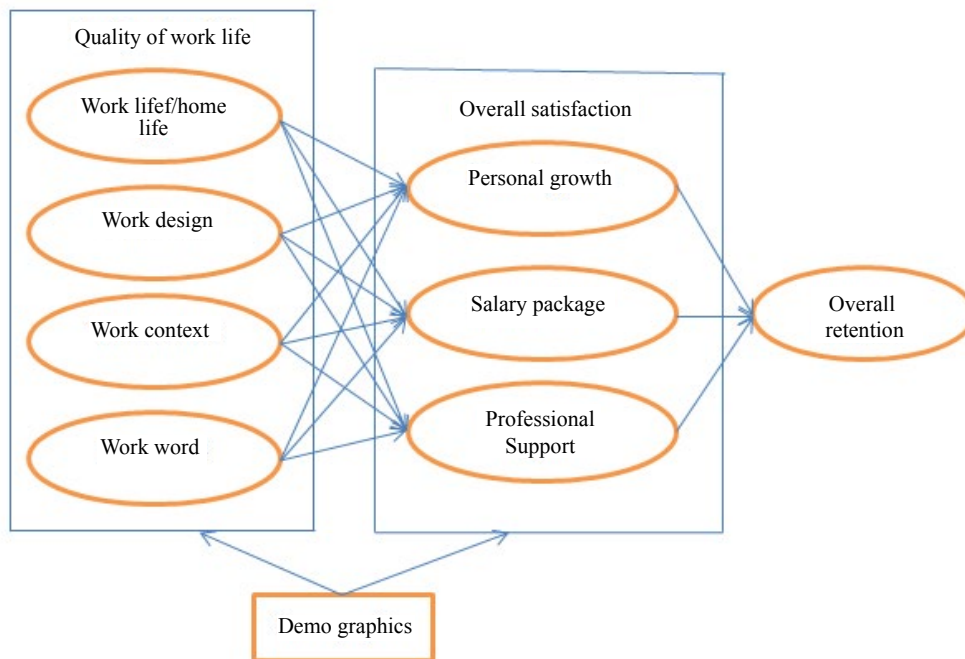 Quality of work life
Work lifef/home
life
Work design
Work context
Work word
Overall satisfaction
Personal growth
Salary package
Professional
Support
Overall
retention
Demo graphics